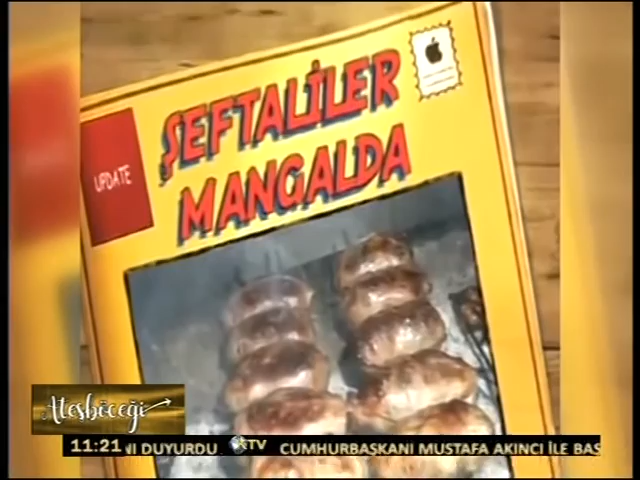 ŞEFTALİLER
MANGALDA
UPDATE
Ateşböceği
11:21
NI DUYURDU
TV
CUMHURBAŞKANI MUSTAFA AKINCI İLE BAŞ